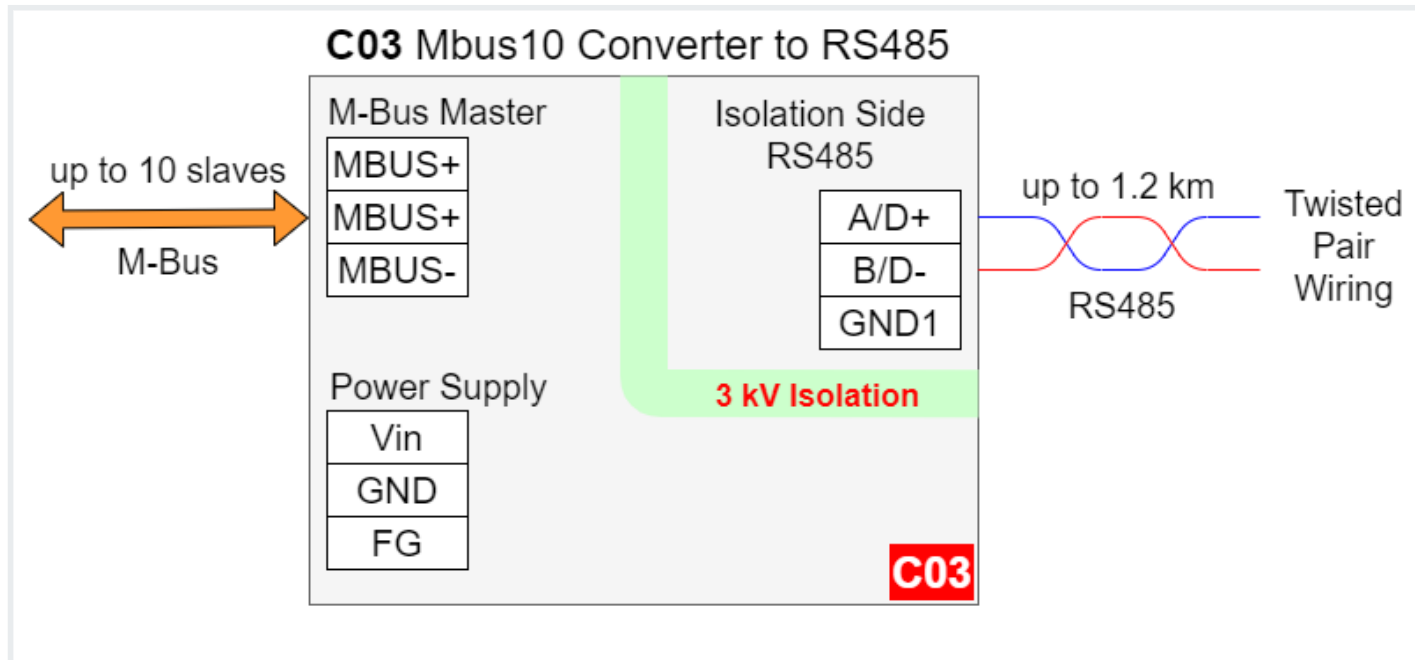 C03 Mbus10 Converter to RS485
M-Bus Master
MBUS+
MBUS+
MBUS-
up to 10 slaves
M-Bus
Isolation Side
RS485
A/D+
B/D-
GND1
up to 1.2 km
RS485
Twisted
Pair
Wiring
Power Supply
Vin
GND
FG
3 kV Isolation
C03